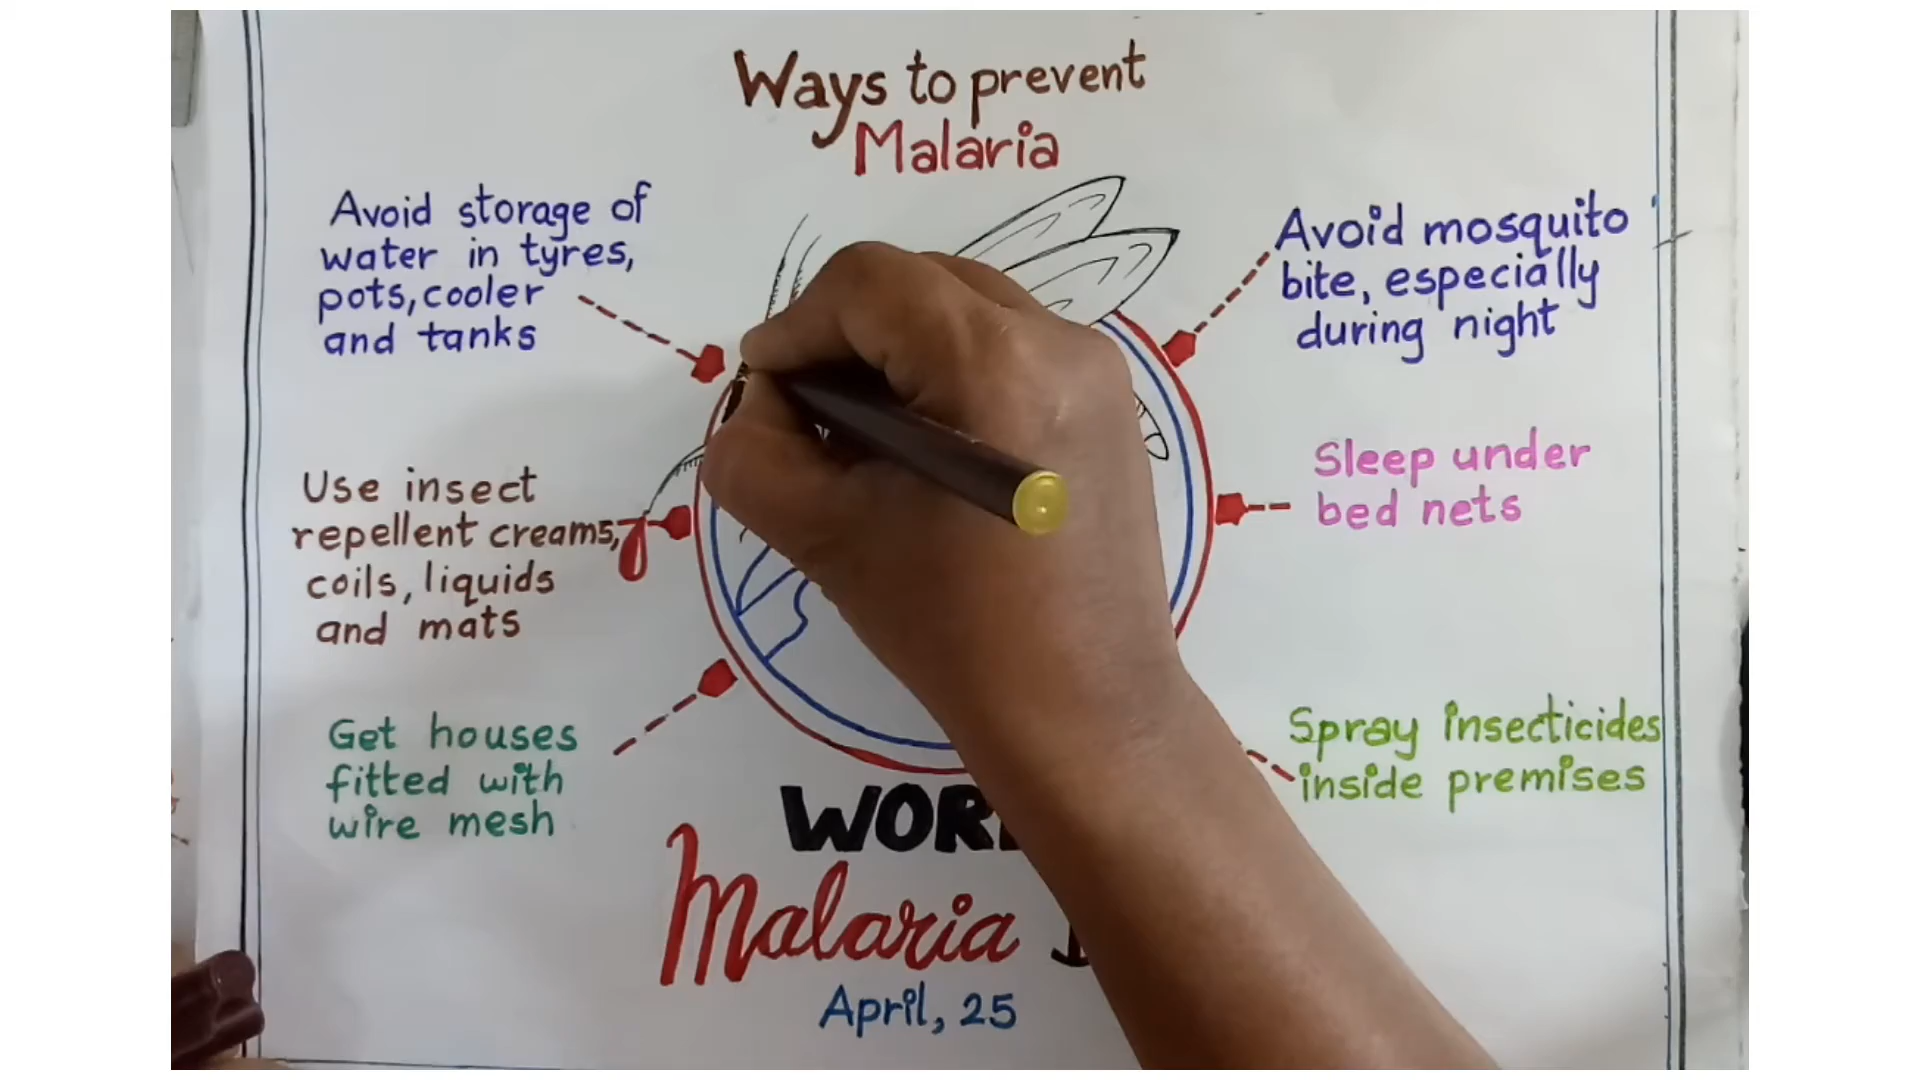 Ways to prevent
Malaria
Avoid storage of
water in tyres,
pots, cooler
and tanks
Use insect
repellent creams,
coils, liquids
and mats
Get houses
fitted with
wire mesh
Avoid mosquito
bite, especially
during night
Sleep under
bed nets
Spray insecticides
inside premises
Malaria
April, 25